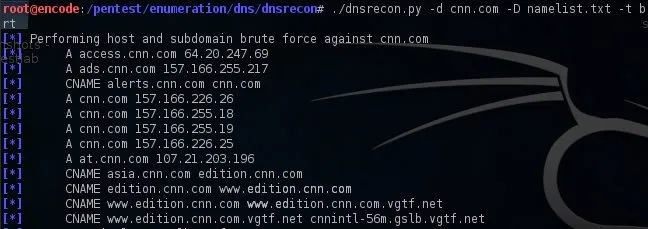 root@encode:/pentest/enumeration/dns/dnsrecon# ./dnsrecon.py -d cnn.com -D namelist.txt -t b
rt
[*] Performing host and subdomain brute force against cnn.com
[*] A access.cnn.com 64.20.247.69
[*] A ads.cnn.com 157.166.255.217
[*] CNAME alerts.cnn.com cnn.com
[*] A cnn.com 157.166.226.26
[*] A cnn.com 157.166.255.18
[*] A cnn.com 157.166.255.19
[*] A cnn.com 157.166.226.25
[*] A at.cnn.com 107.21.203.196
[*] CNAME asia.cnn.com edition.cnn.com
[*] CNAME edition.cnn.com www.edition.cnn.com
[*] CNAME www.edition.cnn.com www.edition.cnn.com.vgtf.net
[*] CNAME www.edition.cnn.com.vgtf.net cnnintl-56m.gslb.vgtf.net